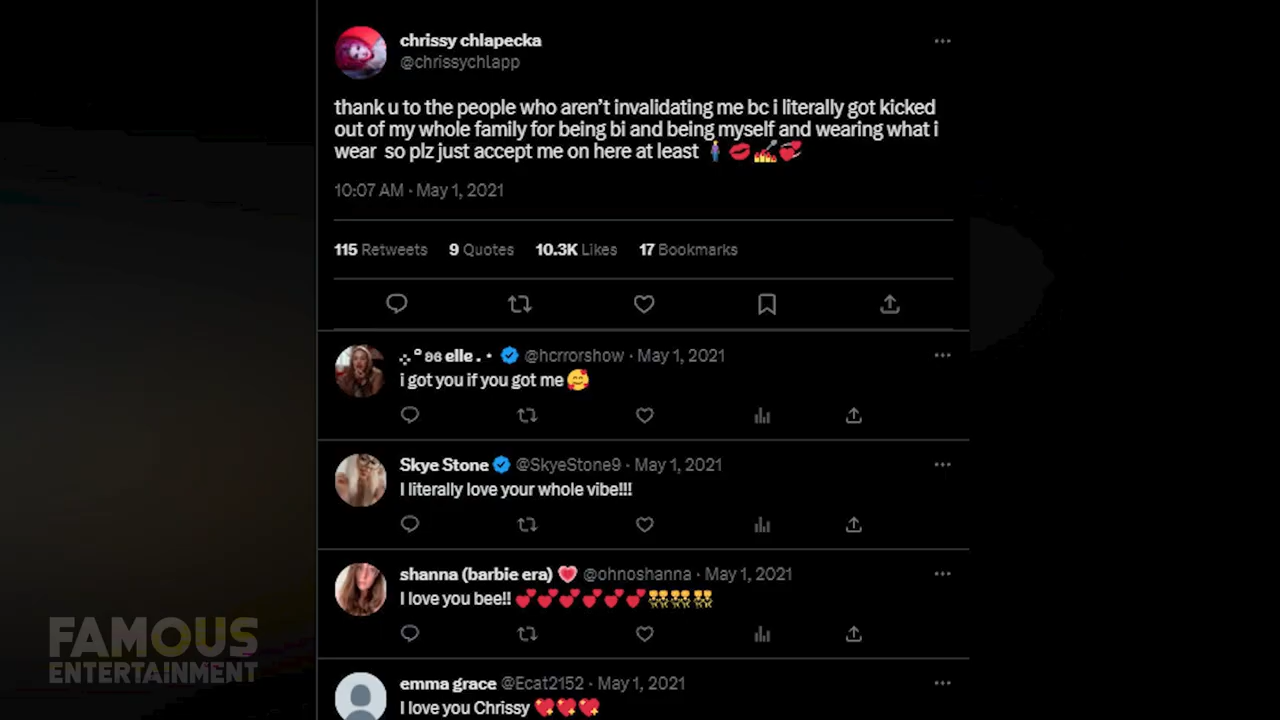 chrissy chlapecka
@chrissychlapp
thank u to the people who aren't invalidating me bc i literally got kicked
out of my whole family for being bi and being myself and wearing what i
wear so plz just accept me on here at least 🧍‍♀️💋💅💞
10:07 AM · May 1, 2021
115 Retweets 9 Quotes 10.3K Likes 17 Bookmarks
elle . • @hcrrorshow · May 1, 2021
i got you if you got me 🥰
Skye Stone @SkyeStone9 · May 1, 2021
I literally love your whole vibe!!!
shanna (barbie era) 💗 @ohnoshanna · May 1, 2021
I love you bee!! 💕💕💕💕💕💕👯👯👯
emma grace @Ecat2152 · May 1, 2021
I love you Chrissy 💖💖💖
FAMOUS
ENTERTAINMENT